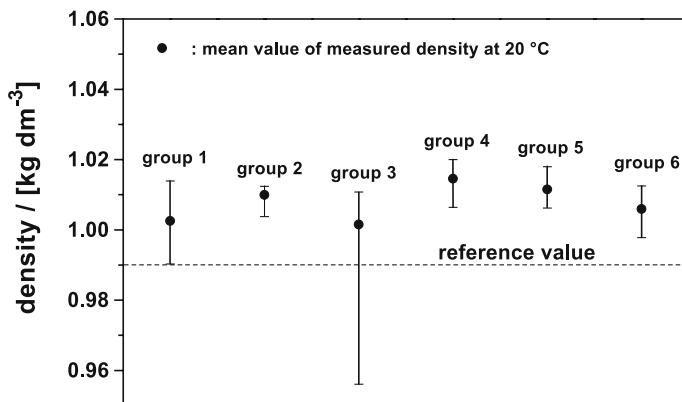 1.06
● : mean value of measured density at 20 °C
1.04
group 4
group 5
group 1
group 6
1.02
group 2
group 3
1.00
reference value
0.98
0.96
density / [kg dm⁻³]